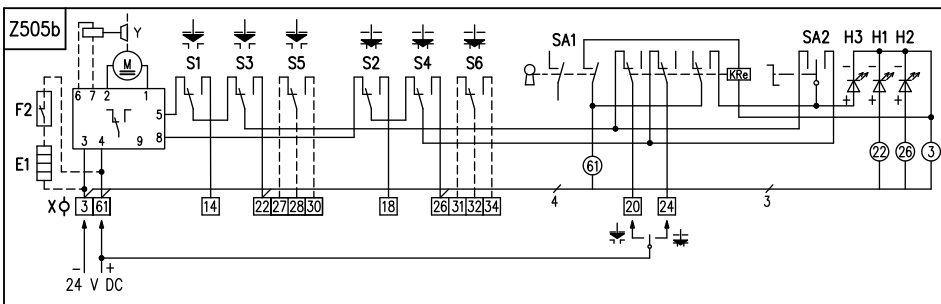 Z505b
Y
M
S1 S3 S5 S2 S4 S6 SA1 SA2 H3 H1 H2
KRe
6 7 2 1
F2
5
8
3 4 9
E1
61 22 26 3
X 3 61 14 22 27 28 30 18 26 31 32 34 4 20 24 3
− +
24 V DC